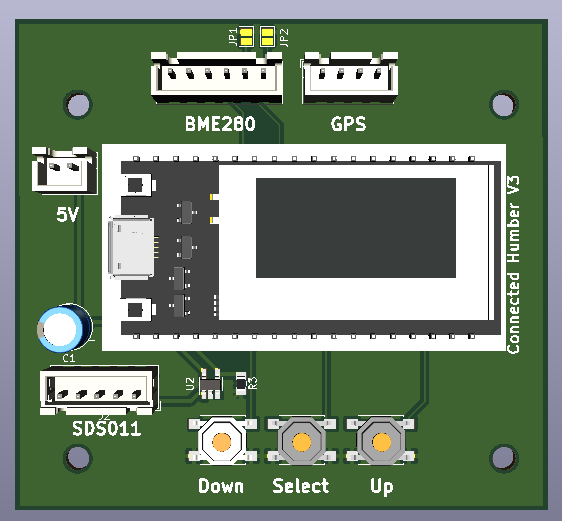 JP1
JP2
BME280
GPS
5V
Connected Humber V3
C1
U2
R3
J2
SDS011
Down
Select
Up